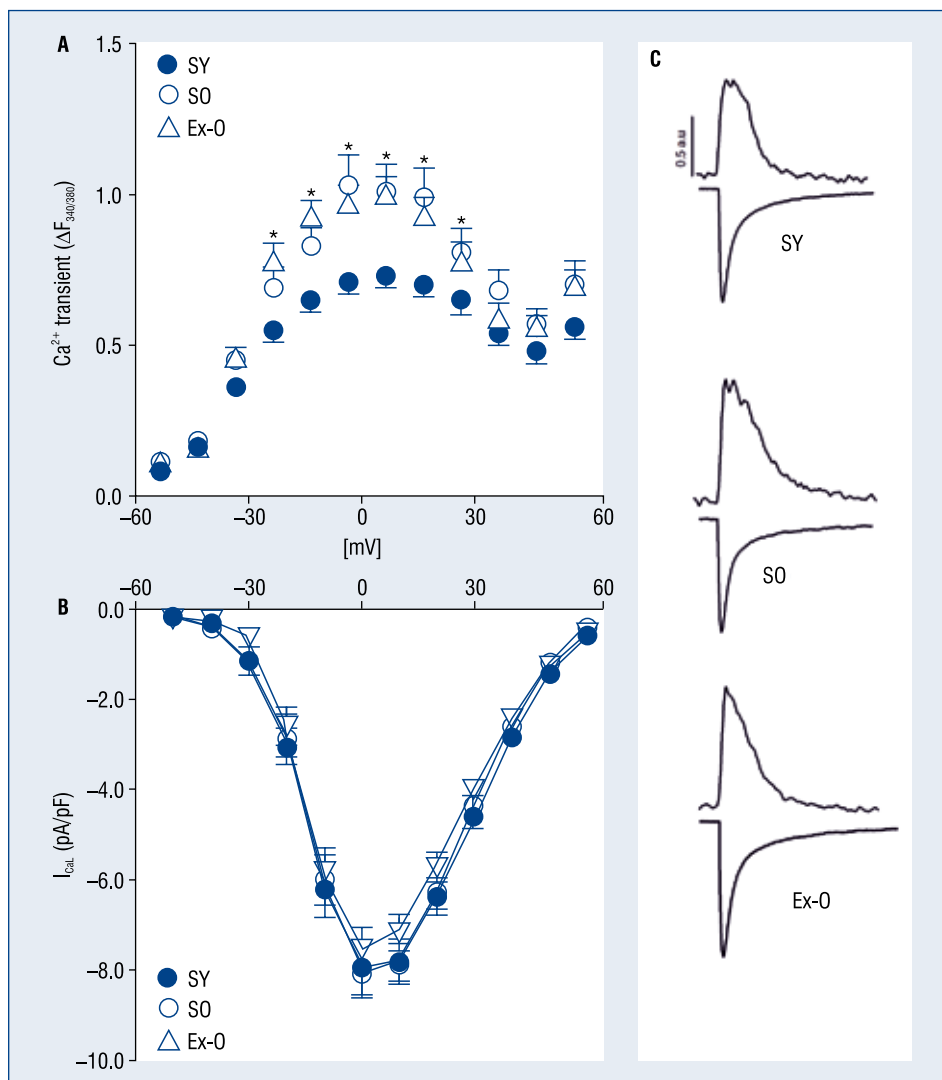 A
SY
SO
Ex-O
Ca²⁺ transient (ΔF₃₄₀/₃₈₀)
1.5
1.0
0.5
0.0
* * * * * * *
−60 −30 0 30 60
[mV]
B
−60 −30 0 30 60
I_CaL (pA/pF)
0.0
−2.0
−4.0
−6.0
−8.0
−10.0
SY
SO
Ex-O
C
0.5 a.u
SY
SO
Ex-O